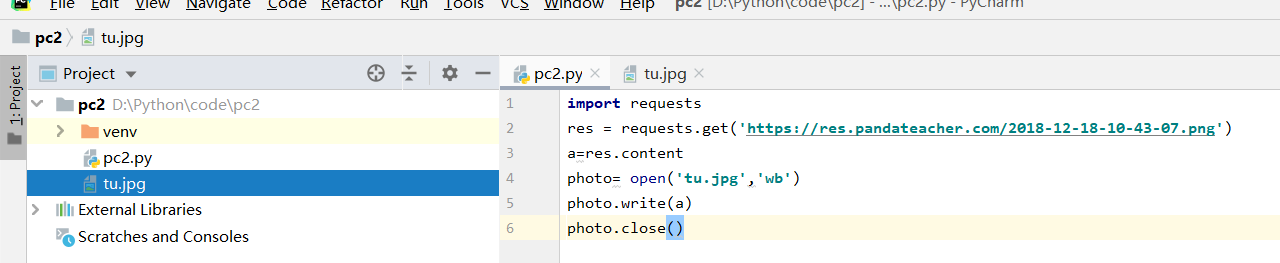 File Edit View Navigate Code Refactor Run Tools VCS Window Help pc2 [D:\Python\code\pc2] - ...\pc2.py - PyCharm
pc2 tu.jpg
1: Project
Project
pc2 D:\Python\code\pc2
venv
pc2.py
tu.jpg
External Libraries
Scratches and Consoles
pc2.py tu.jpg
1 import requests
2 res = requests.get('https://res.pandateacher.com/2018-12-18-10-43-07.png')
3 a=res.content
4 photo= open('tu.jpg','wb')
5 photo.write(a)
6 photo.close()